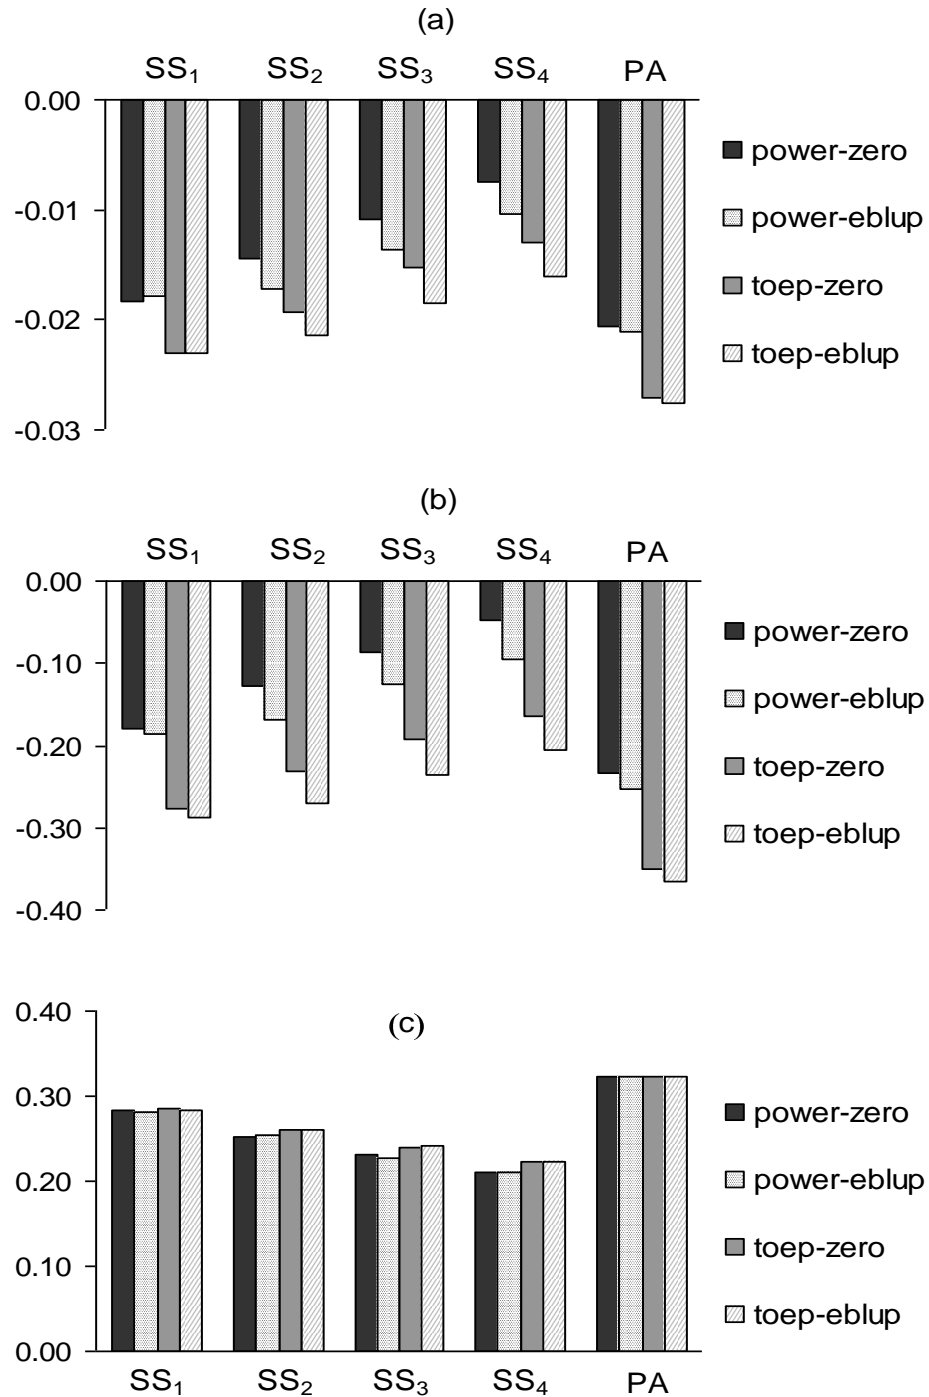 (a)
SS₁ SS₂ SS₃ SS₄ PA
0.00
-0.01
-0.02
-0.03
power-zero
power-eblup
toep-zero
toep-eblup
(b)
SS₁ SS₂ SS₃ SS₄ PA
0.00
-0.10
-0.20
-0.30
-0.40
power-zero
power-eblup
toep-zero
toep-eblup
(c)
0.40
0.30
0.20
0.10
0.00
power-zero
power-eblup
toep-zero
toep-eblup
SS₁ SS₂ SS₃ SS₄ PA